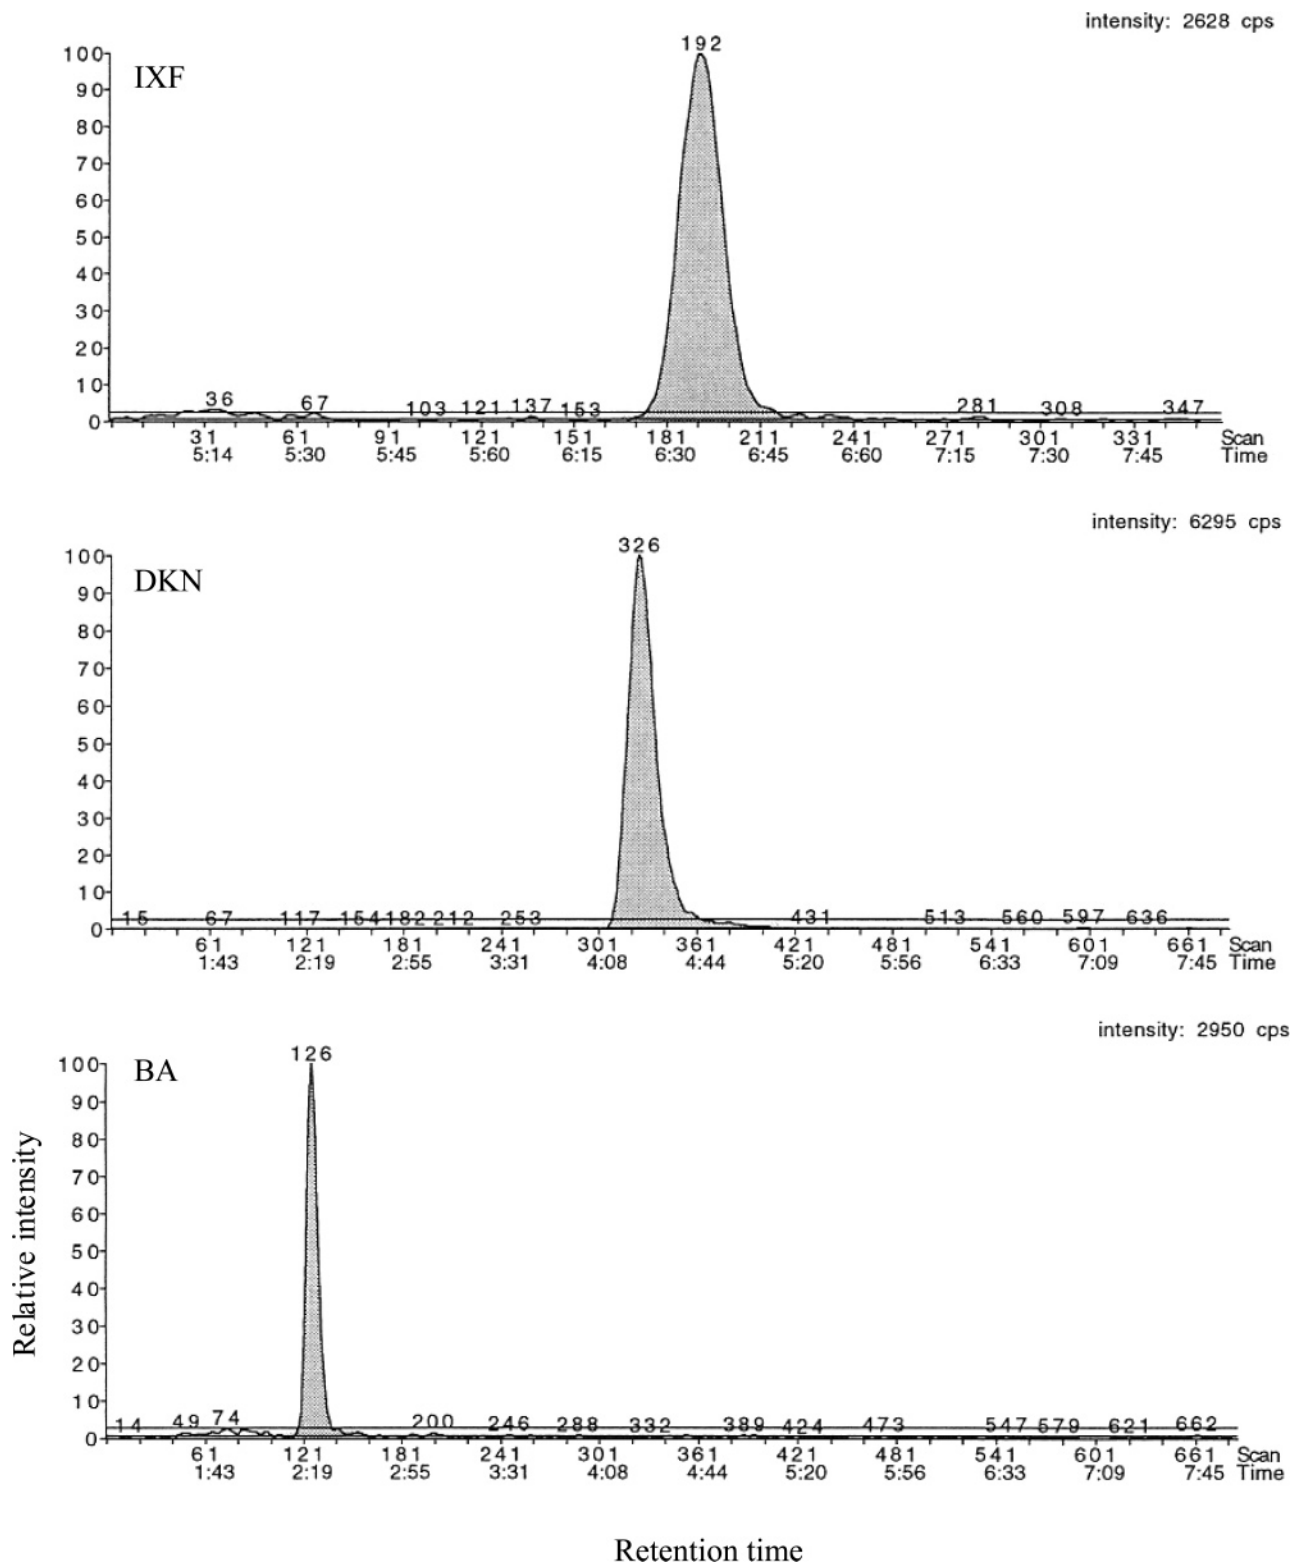 intensity: 2628 cps
192
IXF
100
90
80
70
60
50
40
30
20
10
0
36 67 103 121 137 153 281 308 347
31 61 91 121 151 181 211 241 271 301 331 Scan
5:14 5:30 5:45 5:60 6:15 6:30 6:45 6:60 7:15 7:30 7:45 Time
intensity: 6295 cps
326
DKN
100
90
80
70
60
50
40
30
20
10
0
15 67 117 154 182 212 253 431 513 560 597 636
61 121 181 241 301 361 421 481 541 601 661 Scan
1:43 2:19 2:55 3:31 4:08 4:44 5:20 5:56 6:33 7:09 7:45 Time
intensity: 2950 cps
126
BA
100
90
80
70
60
50
40
30
20
10
0
14 49 74 200 246 288 332 389 424 473 547 579 621 662
61 121 181 241 301 361 421 481 541 601 661 Scan
1:43 2:19 2:55 3:31 4:08 4:44 5:20 5:56 6:33 7:09 7:45 Time
Relative intensity
Retention time